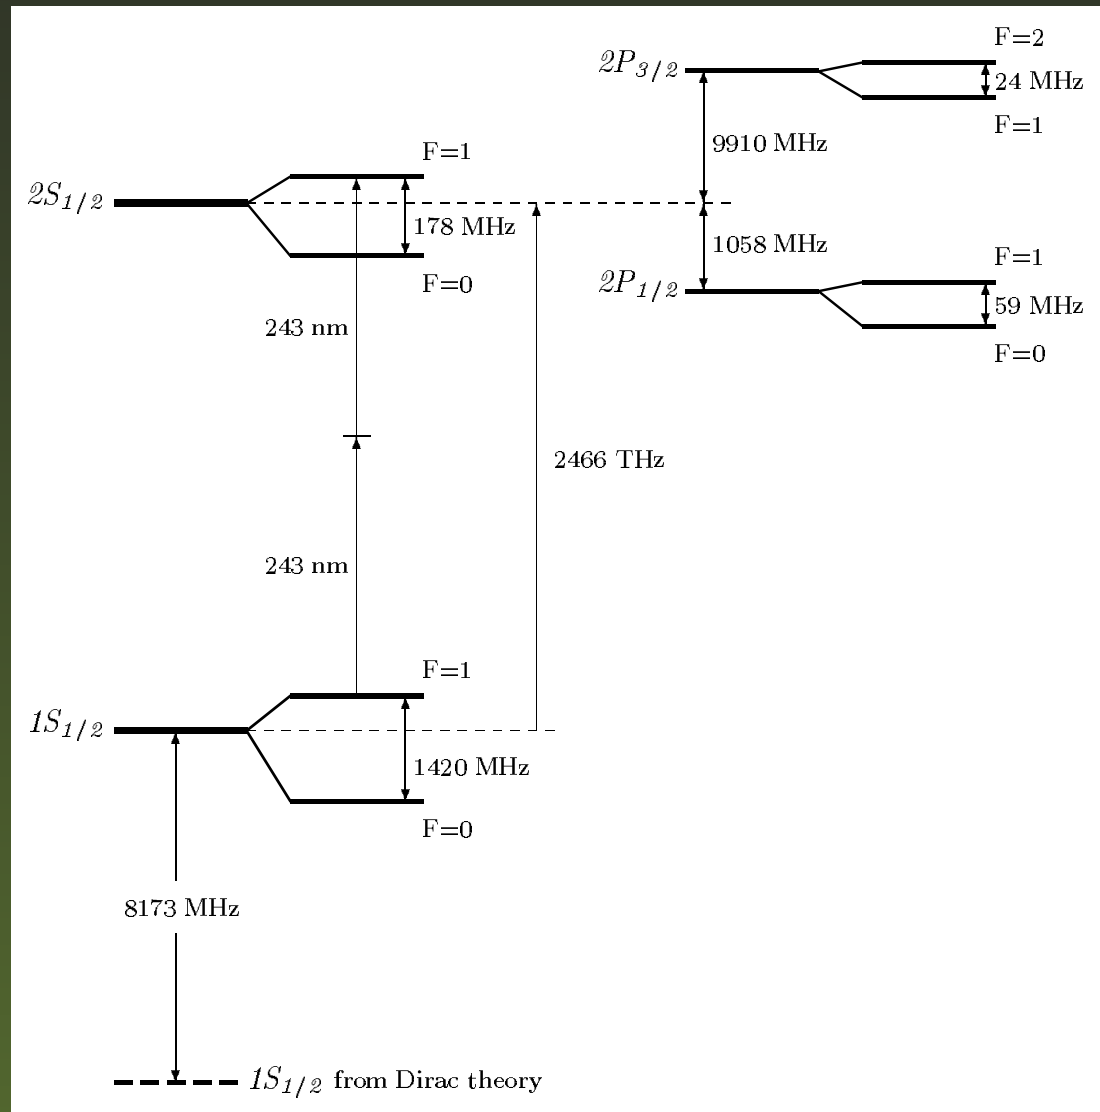 F=2
2P3/2
24 MHz
F=1
9910 MHz
F=1
2S1/2
178 MHz
1058 MHz
F=1
F=0
2P1/2
59 MHz
243 nm
F=0
2466 THz
243 nm
F=1
1S1/2
1420 MHz
F=0
8173 MHz
1S1/2 from Dirac theory